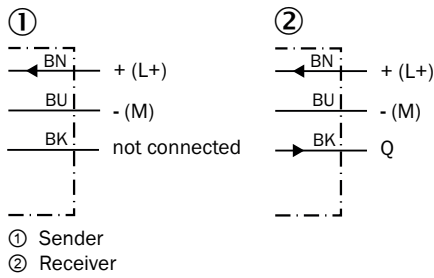 ① ②
BN + (L+) BN + (L+)
BU - (M) BU - (M)
BK not connected BK Q
① Sender
② Receiver